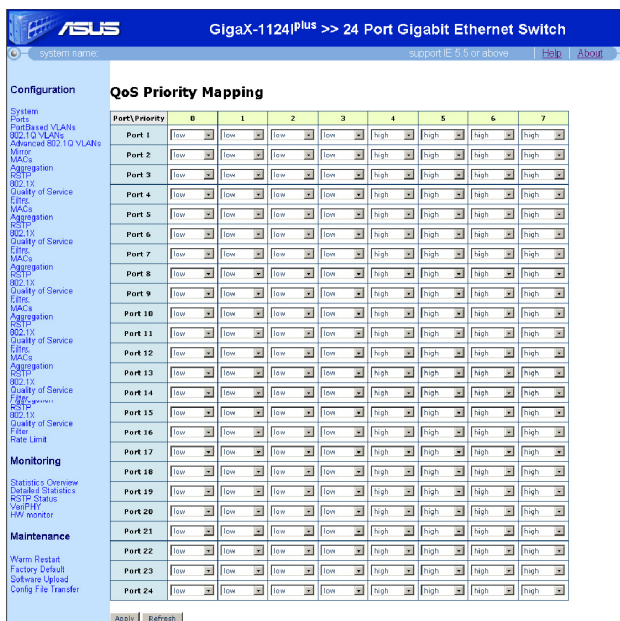 ASUS
GigaX-1124Iplus >> 24 Port Gigabit Ethernet Switch
system name:
support IE 5.5 or above
Help
About
Configuration
System
Ports
PortBased VLANs
802.1Q VLANs
Advanced 802.1Q VLANs
Mirror
MACs
Aggregation
RSTP
802.1X
Quality of Service
Filter
MACs
Aggregation
RSTP
802.1X
Quality of Service
Filter
MACs
Aggregation
RSTP
802.1X
Quality of Service
Filter
MACs
Aggregation
RSTP
802.1X
Quality of Service
Filter
MACs
Aggregation
RSTP
802.1X
Quality of Service
Filter
Aggregation
RSTP
802.1X
Quality of Service
Filter
Rate Limit
Monitoring
Statistics Overview
Detailed Statistics
RSTP Status
VeriPHY
HW monitor
Maintenance
Warm Restart
Factory Default
Software Upload
Config File Transfer
QoS Priority Mapping
Port\Priority 0 1 2 3 4 5 6 7
Port 1 low low low low high high high high
Port 2 low low low low high high high high
Port 3 low low low low high high high high
Port 4 low low low low high high high high
Port 5 low low low low high high high high
Port 6 low low low low high high high high
Port 7 low low low low high high high high
Port 8 low low low low high high high high
Port 9 low low low low high high high high
Port 10 low low low low high high high high
Port 11 low low low low high high high high
Port 12 low low low low high high high high
Port 13 low low low low high high high high
Port 14 low low low low high high high high
Port 15 low low low low high high high high
Port 16 low low low low high high high high
Port 17 low low low low high high high high
Port 18 low low low low high high high high
Port 19 low low low low high high high high
Port 20 low low low low high high high high
Port 21 low low low low high high high high
Port 22 low low low low high high high high
Port 23 low low low low high high high high
Port 24 low low low low high high high high
Apply Refresh